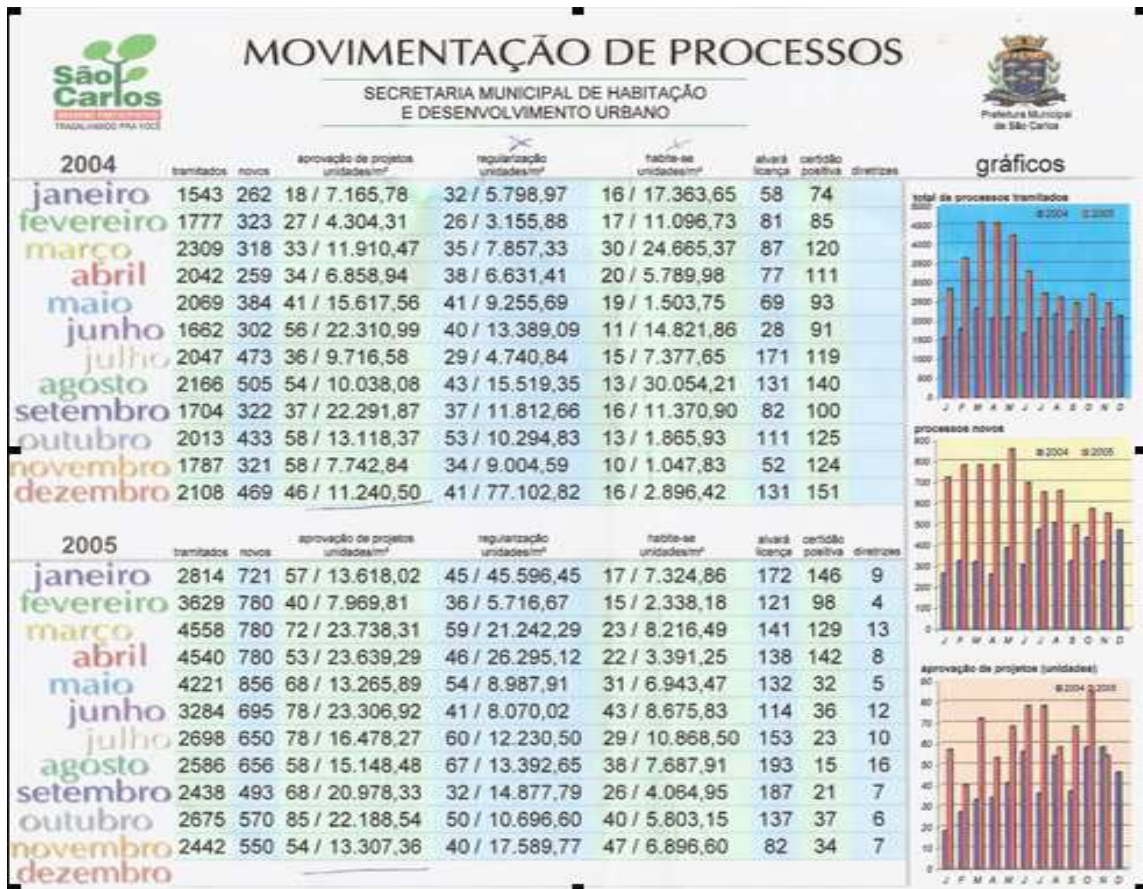 São
Carlos
TRABALHANDO PRA VOCÊ
MOVIMENTAÇÃO DE PROCESSOS
SECRETARIA MUNICIPAL DE HABITAÇÃO
E DESENVOLVIMENTO URBANO
Prefeitura Municipal
de São Carlos
2004 tramitados novos aprovação de projetos unidades/m² regularização unidades/m² habite-se unidades/m² alvará licença certidão positiva diretrizes
janeiro 1543 262 18 / 7.165,78 32 / 5.798,97 16 / 17.363,65 58 74
fevereiro 1777 323 27 / 4.304,31 26 / 3.155,88 17 / 11.096,73 81 85
março 2309 318 33 / 11.910,47 35 / 7.857,33 30 / 24.665,37 87 120
abril 2042 259 34 / 6.858,94 38 / 6.631,41 20 / 5.789,98 77 111
maio 2069 384 41 / 15.617,56 41 / 9.255,69 19 / 1.503,75 69 93
junho 1662 302 56 / 22.310,99 40 / 13.389,09 11 / 14.821,86 28 91
julho 2047 473 36 / 9.716,58 29 / 4.740,84 15 / 7.377,65 171 119
agosto 2166 505 54 / 10.038,08 43 / 15.519,35 13 / 30.054,21 131 140
setembro 1704 322 37 / 22.291,87 37 / 11.812,66 16 / 11.370,90 82 100
outubro 2013 433 58 / 13.118,37 53 / 10.294,83 13 / 1.865,93 111 125
novembro 1787 321 58 / 7.742,84 34 / 9.004,59 10 / 1.047,83 52 124
dezembro 2108 469 46 / 11.240,50 41 / 77.102,82 16 / 2.896,42 131 151
2005 tramitados novos aprovação de projetos unidades/m² regularização unidades/m² habite-se unidades/m² alvará licença certidão positiva diretrizes
janeiro 2814 721 57 / 13.618,02 45 / 45.596,45 17 / 7.324,86 172 146 9
fevereiro 3629 780 40 / 7.969,81 36 / 5.716,67 15 / 2.338,18 121 98 4
março 4558 780 72 / 23.738,31 59 / 21.242,29 23 / 8.216,49 141 129 13
abril 4540 780 53 / 23.639,29 46 / 26.295,12 22 / 3.391,25 138 142 8
maio 4221 856 68 / 13.265,89 54 / 8.987,91 31 / 6.943,47 132 32 5
junho 3284 695 78 / 23.306,92 41 / 8.070,02 43 / 8.675,83 114 36 12
julho 2698 650 78 / 16.478,27 60 / 12.230,50 29 / 10.868,50 153 23 10
agosto 2586 656 58 / 15.148,48 67 / 13.392,65 38 / 7.687,91 193 15 16
setembro 2438 493 68 / 20.978,33 32 / 14.877,79 26 / 4.064,95 187 21 7
outubro 2675 570 85 / 22.188,54 50 / 10.696,60 40 / 5.803,15 137 37 6
novembro 2442 550 54 / 13.307,36 40 / 17.589,77 47 / 6.896,60 82 34 7
dezembro
gráficos
total de processos tramitados
2004 2005
J F M A M J J A S O N D
processos novos
2004 2005
J F M A M J J A S O N D
aprovação de projetos (unidades)
2004 2005
J F M A M J J A S O N D